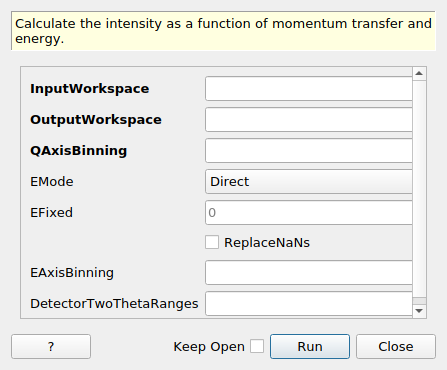 Calculate the intensity as a function of momentum transfer and
energy.
InputWorkspace
OutputWorkspace
QAxisBinning
EMode Direct
EFixed 0
ReplaceNaNs
EAxisBinning
DetectorTwoThetaRanges
? Keep Open Run Close